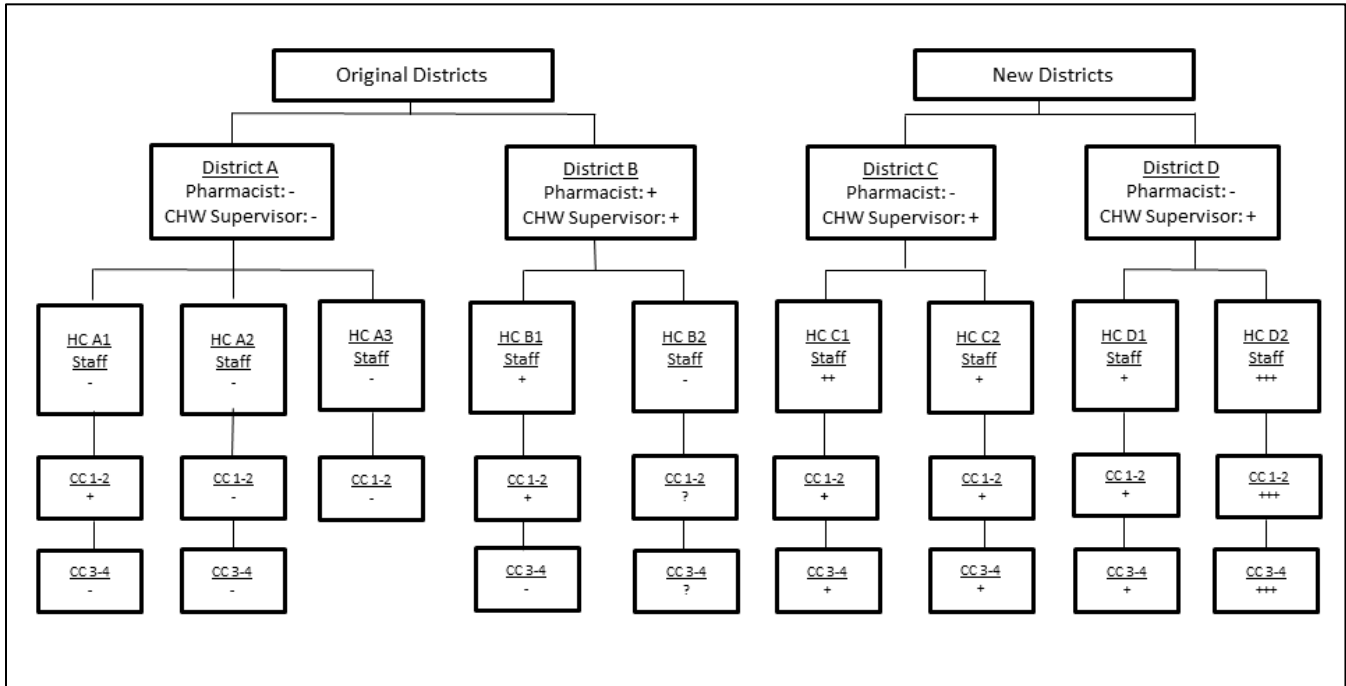 Original Districts
New Districts
District A
Pharmacist: -
CHW Supervisor: -
District B
Pharmacist: +
CHW Supervisor: +
District C
Pharmacist: -
CHW Supervisor: +
District D
Pharmacist: -
CHW Supervisor: +
HC A1
Staff
-
HC A2
Staff
-
HC A3
Staff
-
HC B1
Staff
+
HC B2
Staff
-
HC C1
Staff
++
HC C2
Staff
+
HC D1
Staff
+
HC D2
Staff
+++
CC 1-2
+
CC 1-2
-
CC 1-2
-
CC 1-2
+
CC 1-2
?
CC 1-2
+
CC 1-2
+
CC 1-2
+
CC 1-2
+++
CC 3-4
-
CC 3-4
-
CC 3-4
-
CC 3-4
?
CC 3-4
+
CC 3-4
+
CC 3-4
+
CC 3-4
+++